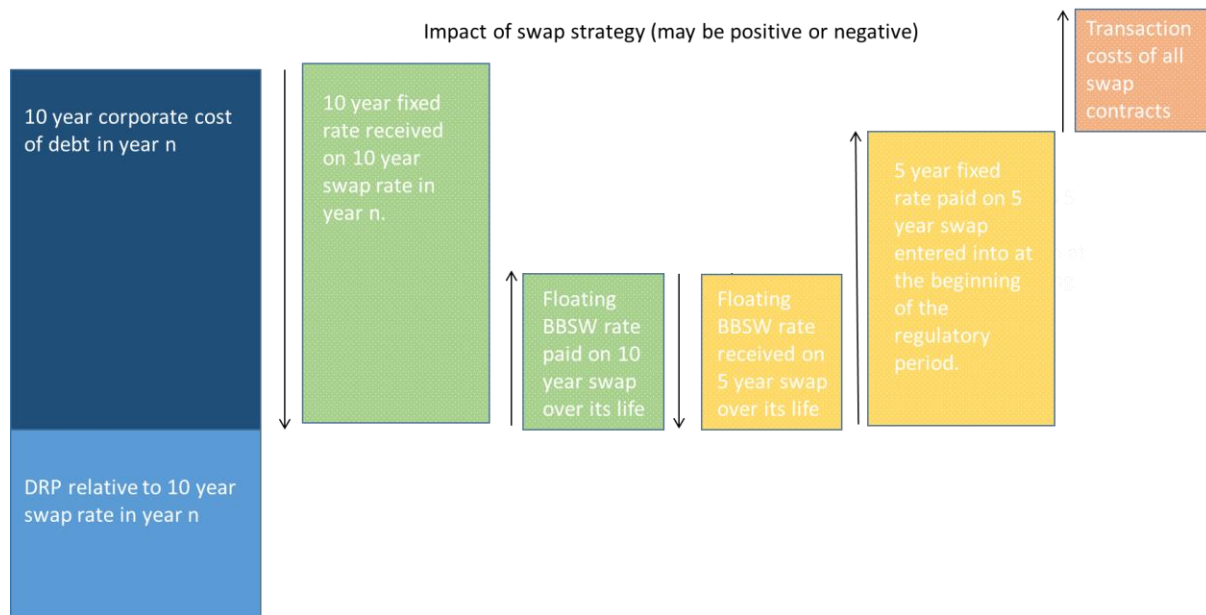 Impact of swap strategy (may be positive or negative)
10 year corporate cost
of debt in year n
DRP relative to 10 year
swap rate in year n
10 year fixed
rate received
on 10 year
swap rate in
year n.
Floating
BBSW rate
paid on 10
year swap
over its life
Floating
BBSW rate
received on
5 year swap
over its life
5 year fixed
rate paid on 5
year swap
entered into at
the beginning
of the
regulatory
period.
Transaction
costs of all
swap
contracts